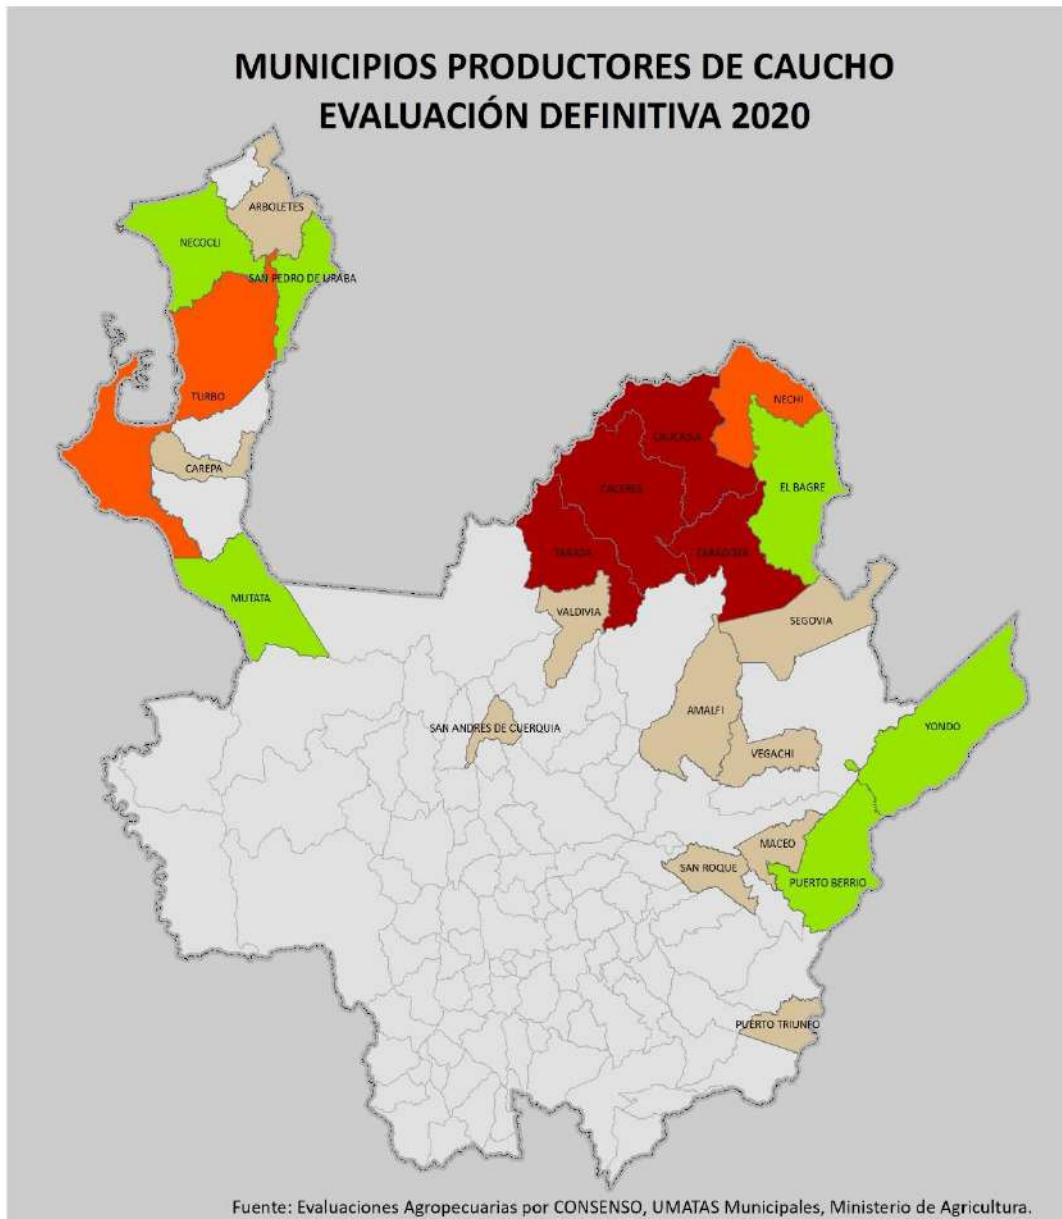 MUNICIPIOS PRODUCTORES DE CAUCHO
EVALUACIÓN DEFINITIVA 2020
ARBOLETES
NECOCLI
SAN PEDRO DE URABA
TURBO
NECHI
CAUCASIA
CAREPA
CACERES
EL BAGRE
TARAZA
ZARAGOZA
MUTATA
VALDIVIA
SEGOVIA
AMALFI
SAN ANDRES DE CUERQUIA
YONDO
VEGACHI
MACEO
SAN ROQUE
PUERTO BERRIO
PUERTO TRIUNFO
Fuente: Evaluaciones Agropecuarias por CONSENSO, UMATAS Municipales, Ministerio de Agricultura.